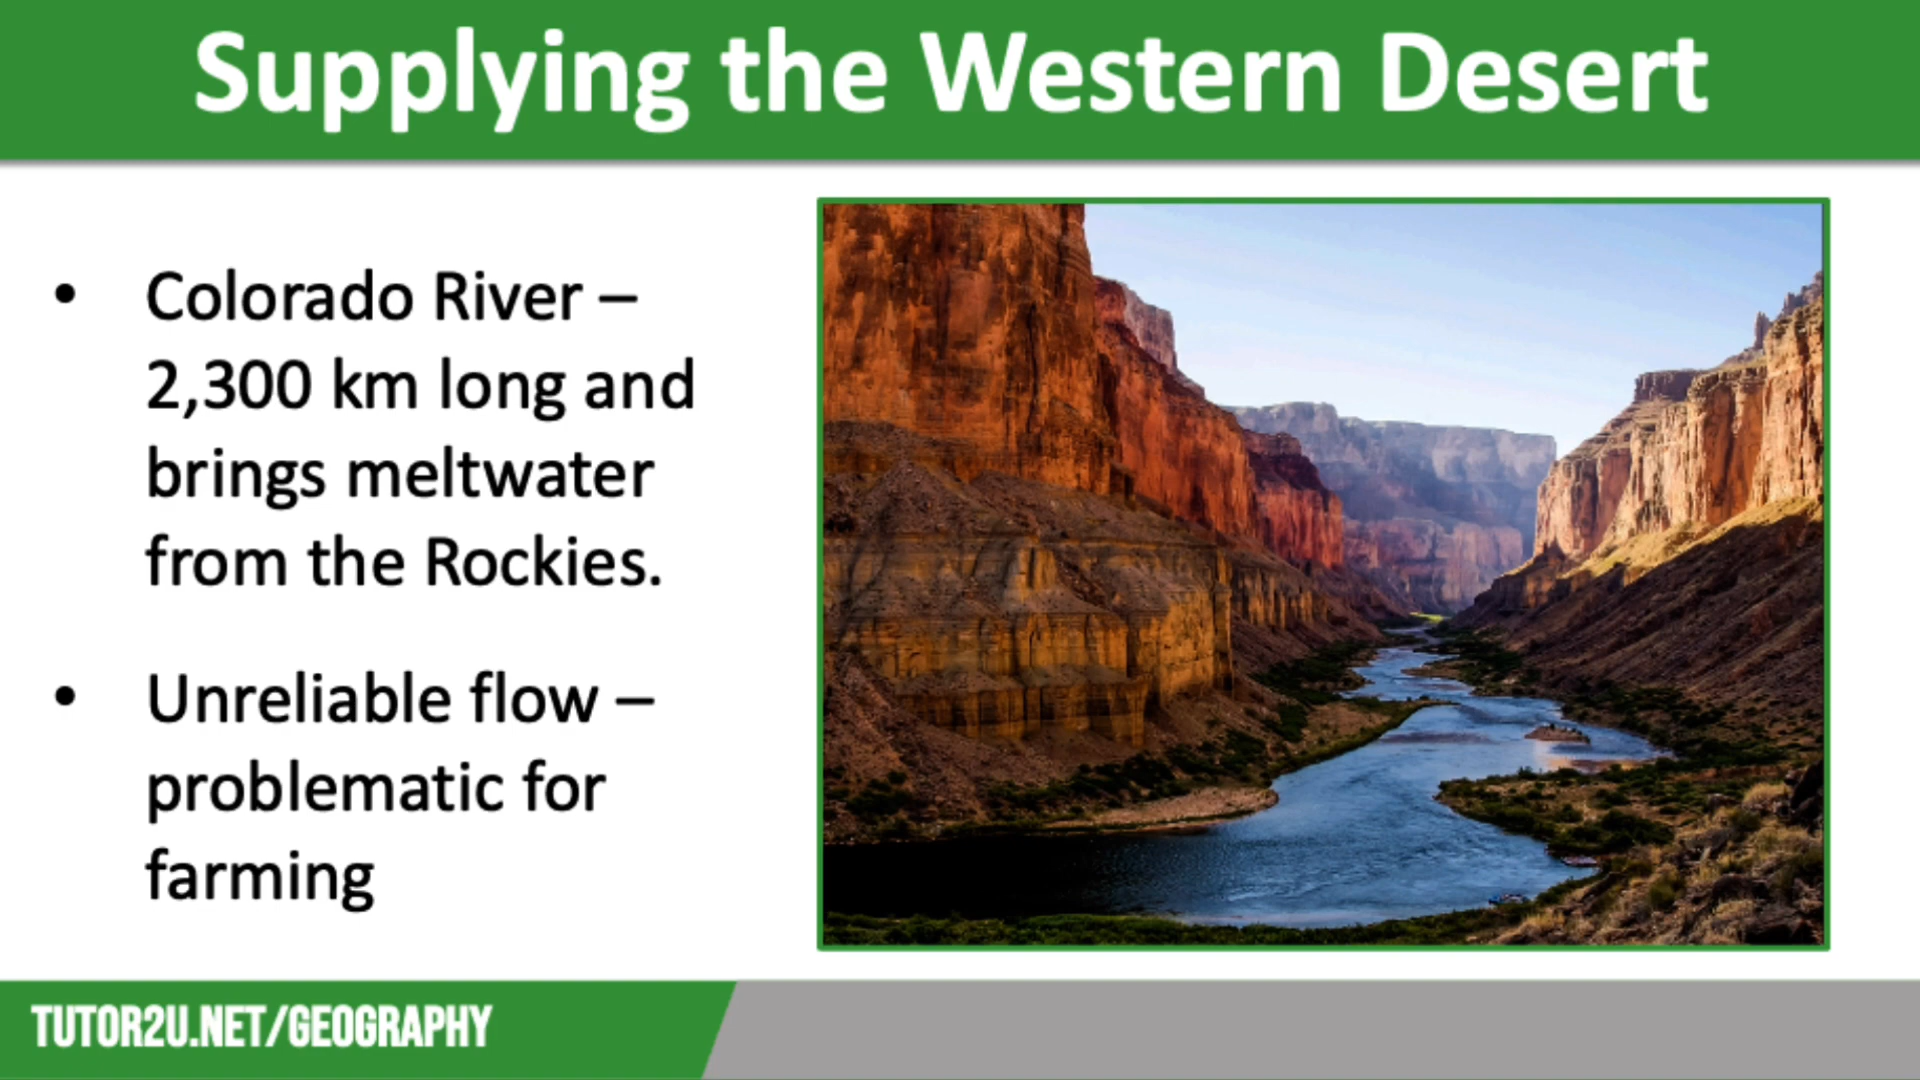 Supplying the Western Desert
• Colorado River –
2,300 km long and
brings meltwater
from the Rockies.
• Unreliable flow –
problematic for
farming
TUTOR2U.NET/GEOGRAPHY